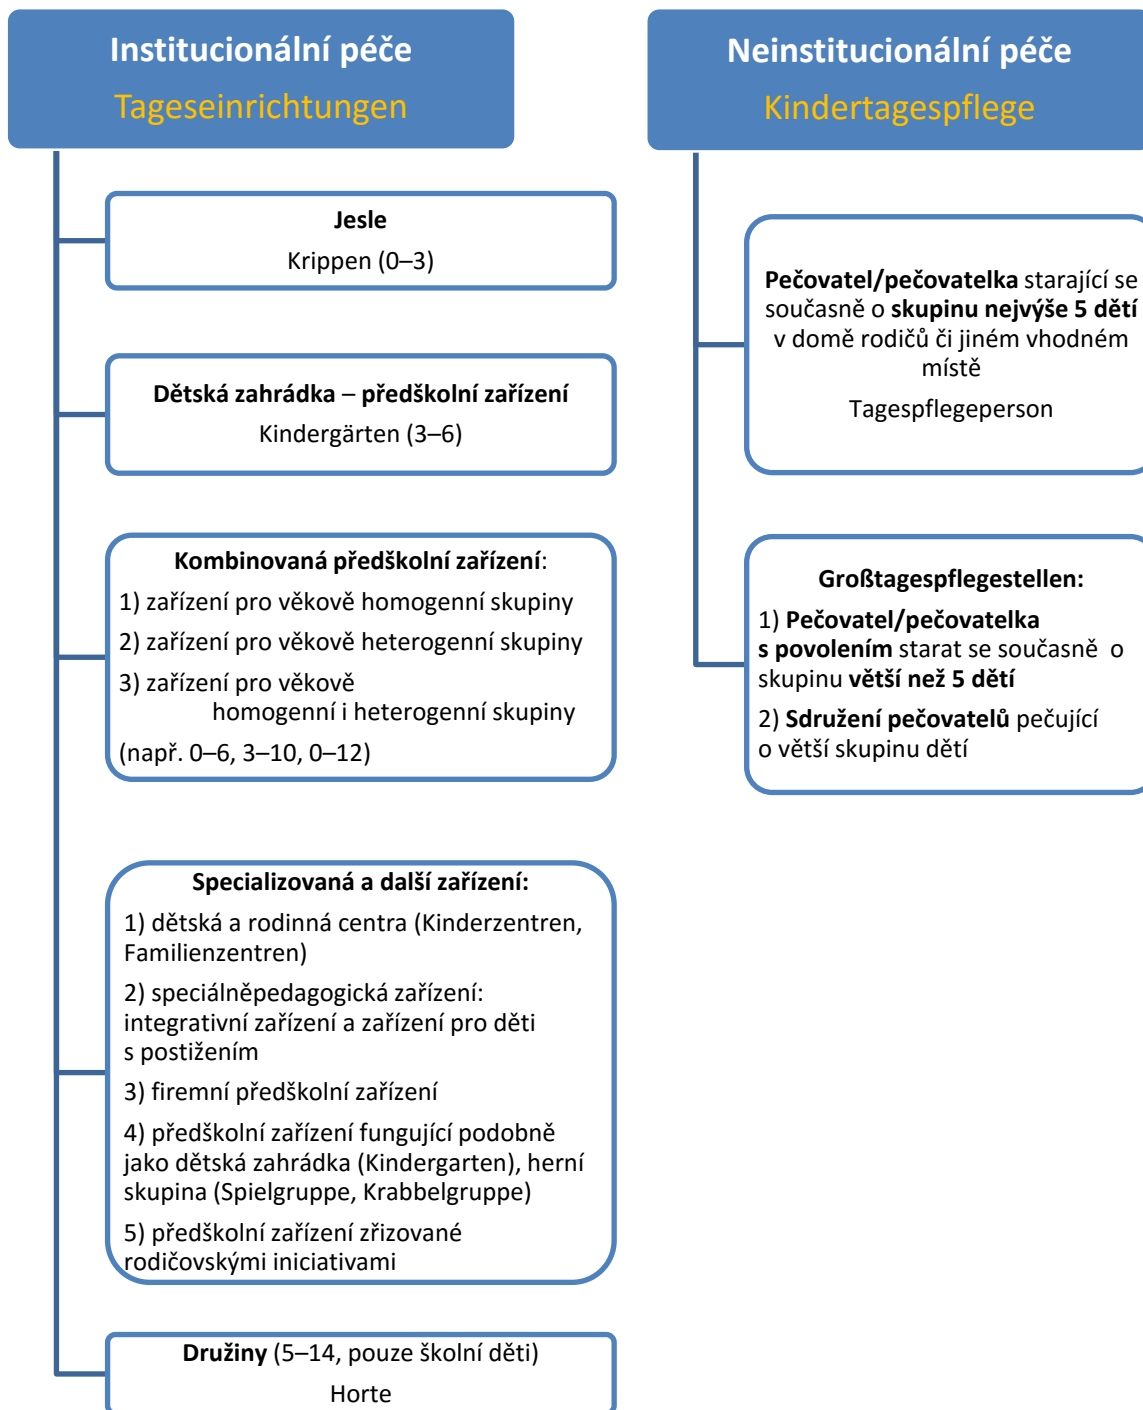 Institucionální péče
Tageseinrichtungen
Jesle
Krippen (0–3)
Dětská zahrádka – předškolní zařízení
Kindergärten (3–6)
Kombinovaná předškolní zařízení:
1) zařízení pro věkově homogenní skupiny
2) zařízení pro věkově heterogenní skupiny
3) zařízení pro věkově
homogenní i heterogenní skupiny
(např. 0–6, 3–10, 0–12)
Specializovaná a další zařízení:
1) dětská a rodinná centra (Kinderzentren,
Familienzentren)
2) speciálněpedagogická zařízení:
integrativní zařízení a zařízení pro děti
s postižením
3) firemní předškolní zařízení
4) předškolní zařízení fungující podobně
jako dětská zahrádka (Kindergarten), herní
skupina (Spielgruppe, Krabbelgruppe)
5) předškolní zařízení zřizované
rodičovskými iniciativami
Družiny (5–14, pouze školní děti)
Horte
Neinstitucionální péče
Kindertagespflege
Pečovatel/pečovatelka starající se
současně o skupinu nejvýše 5 dětí
v domě rodičů či jiném vhodném
místě
Tagespflegeperson
Großtagespflegestellen:
1) Pečovatel/pečovatelka
s povolením starat se současně o
skupinu větší než 5 dětí
2) Sdružení pečovatelů pečující
o větší skupinu dětí